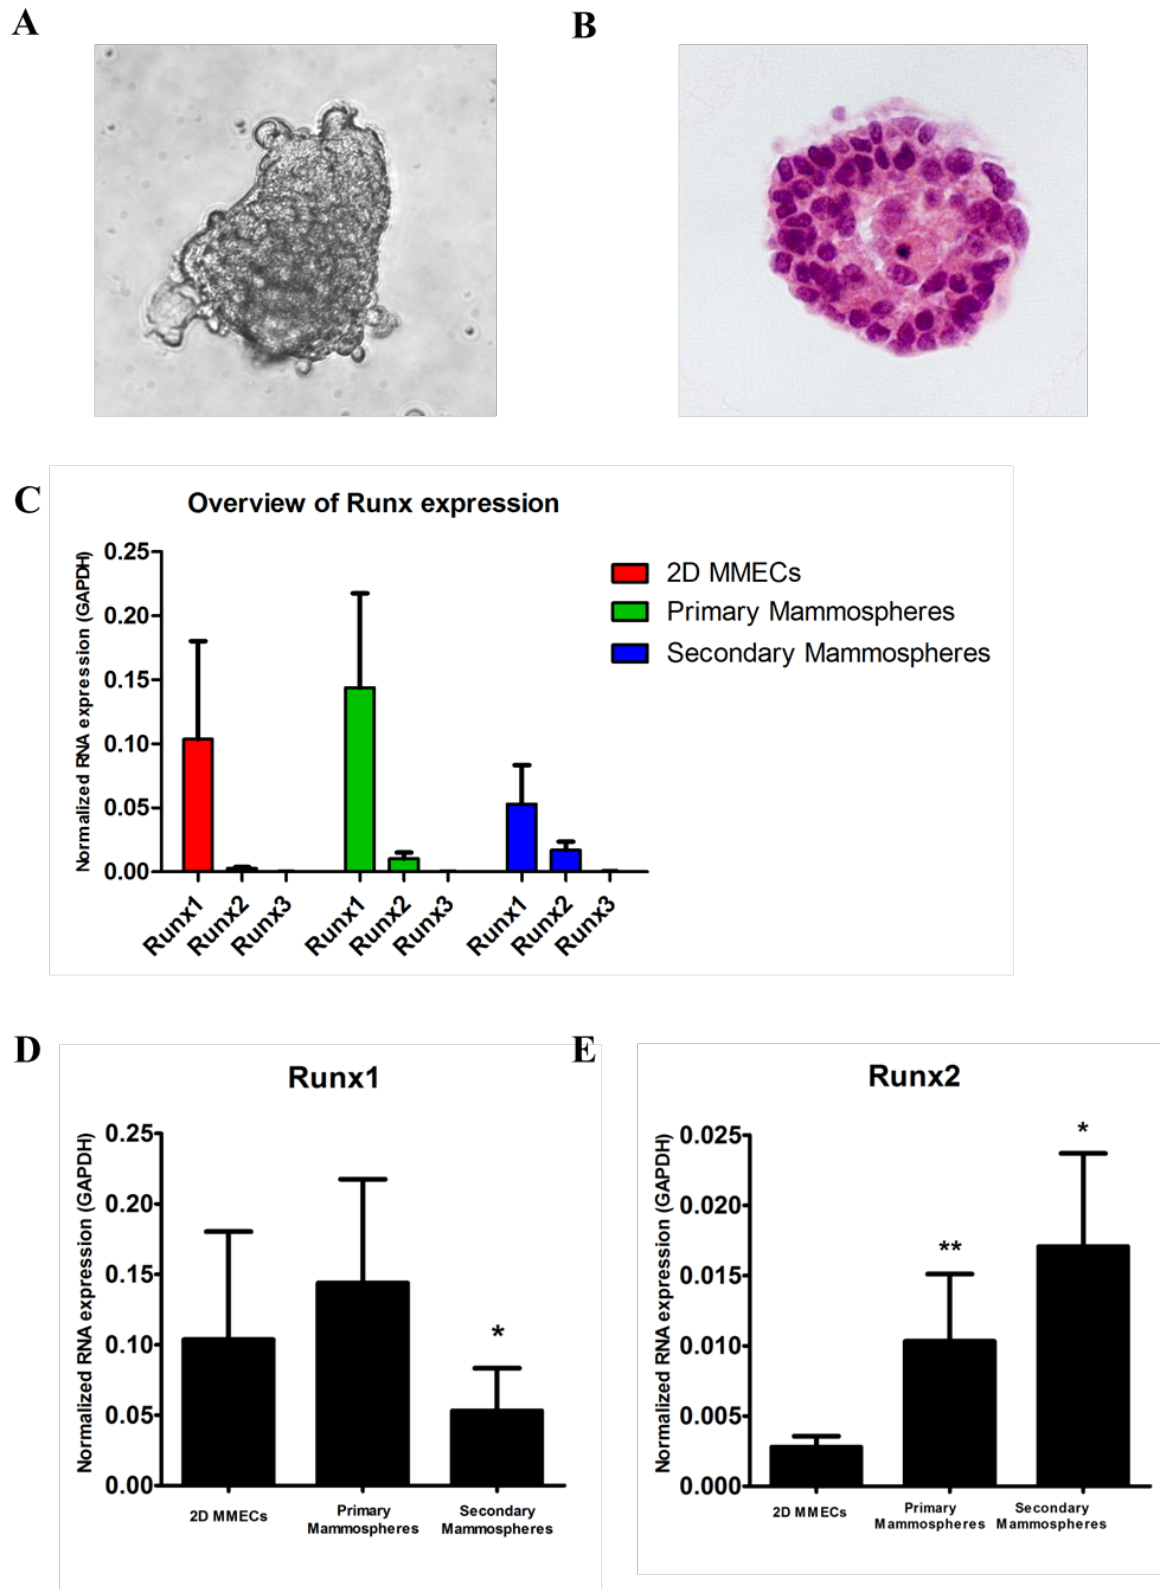 A
B
C
Overview of Runx expression
Normalized RNA expression (GAPDH)
0.25
0.20
0.15
0.10
0.05
0.00
Runx1
Runx2
Runx3
Runx1
Runx2
Runx3
Runx1
Runx2
Runx3
2D MMECs
Primary Mammospheres
Secondary Mammospheres
D
Runx1
Normalized RNA expression (GAPDH)
0.25
0.20
0.15
0.10
0.05
0.00
*
2D MMECs
Primary
Mammospheres
Secondary
Mammospheres
E
Runx2
Normalized RNA expression (GAPDH)
0.025
0.020
0.015
0.010
0.005
0.000
**
*
2D MMECs
Primary
Mammospheres
Secondary
Mammospheres